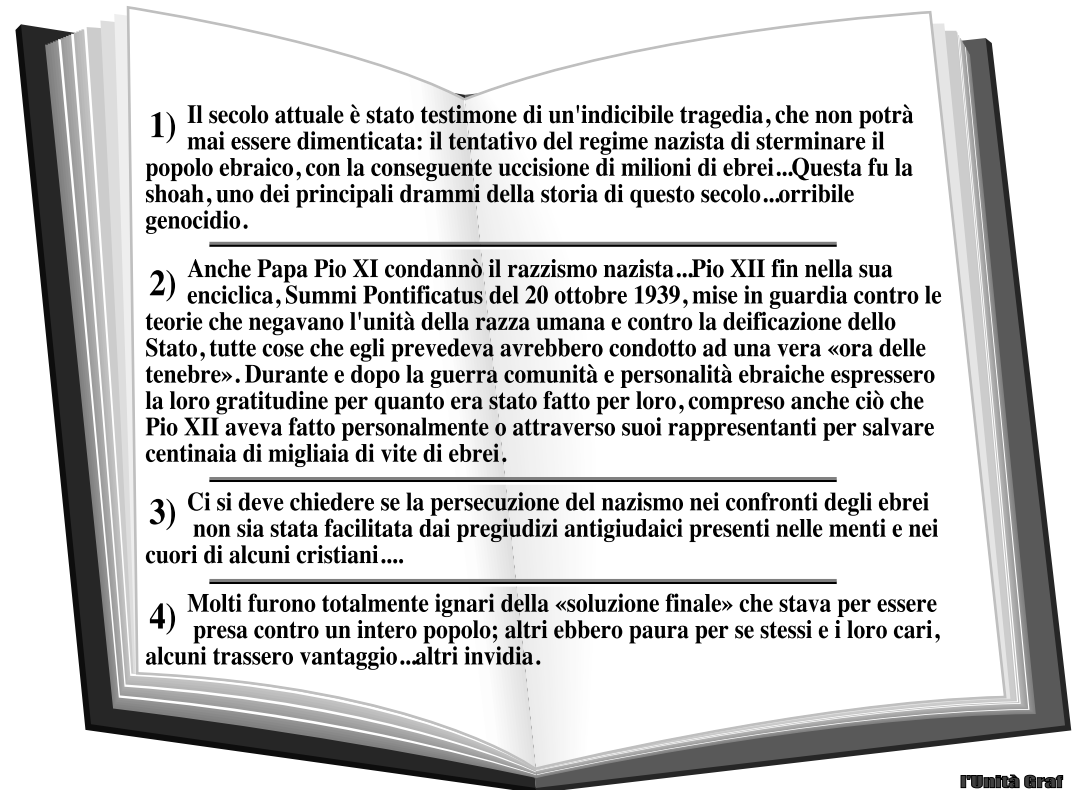 1) Il secolo attuale è stato testimone di un'indicibile tragedia, che non potrà
mai essere dimenticata: il tentativo del regime nazista di sterminare il
popolo ebraico, con la conseguente uccisione di milioni di ebrei...Questa fu la
shoah, uno dei principali drammi della storia di questo secolo...orribile
genocidio.
2) Anche Papa Pio XI condannò il razzismo nazista...Pio XII fin nella sua
enciclica, Summi Pontificatus del 20 ottobre 1939, mise in guardia contro le
teorie che negavano l'unità della razza umana e contro la deificazione dello
Stato, tutte cose che egli prevedeva avrebbero condotto ad una vera «ora delle
tenebre». Durante e dopo la guerra comunità e personalità ebraiche espressero
la loro gratitudine per quanto era stato fatto per loro, compreso anche ciò che
Pio XII aveva fatto personalmente o attraverso suoi rappresentanti per salvare
centinaia di migliaia di vite di ebrei.
3) Ci si deve chiedere se la persecuzione del nazismo nei confronti degli ebrei
non sia stata facilitata dai pregiudizi antigiudaici presenti nelle menti e nei
cuori di alcuni cristiani....
4) Molti furono totalmente ignari della «soluzione finale» che stava per essere
presa contro un intero popolo; altri ebbero paura per se stessi e i loro cari,
alcuni trassero vantaggio...altri invidia.
l'Unità Graf